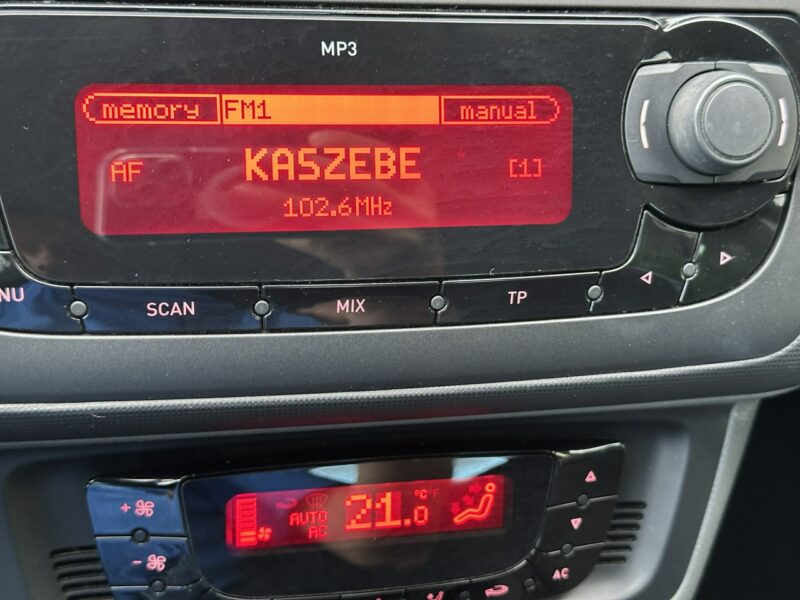 MP3
memory FM1 manual
AF KASZEBE [1]
102.6MHz
NU SCAN MIX TP
AUTO 21.0 °C°F
AC
+
-
AC